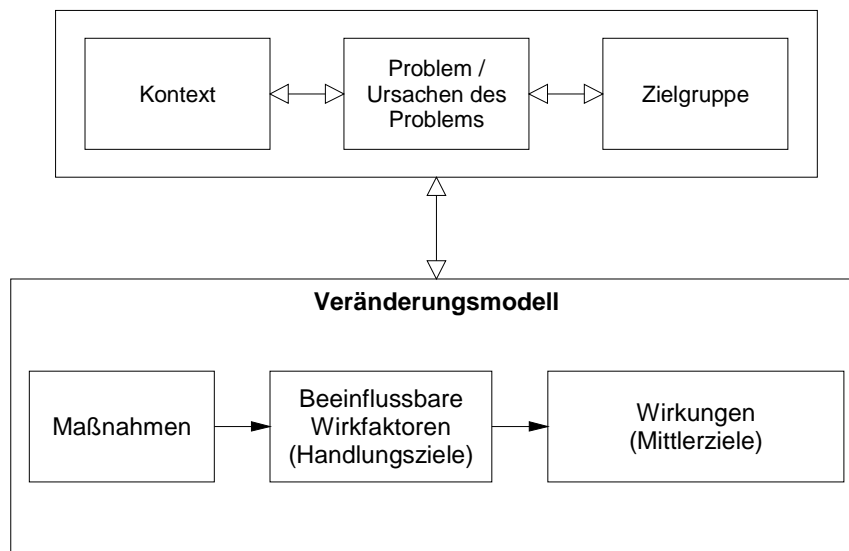 Kontext
Problem /
Ursachen des
Problems
Zielgruppe
Veränderungsmodell
Maßnahmen
Beeinflussbare
Wirkfaktoren
(Handlungsziele)
Wirkungen
(Mittlerziele)